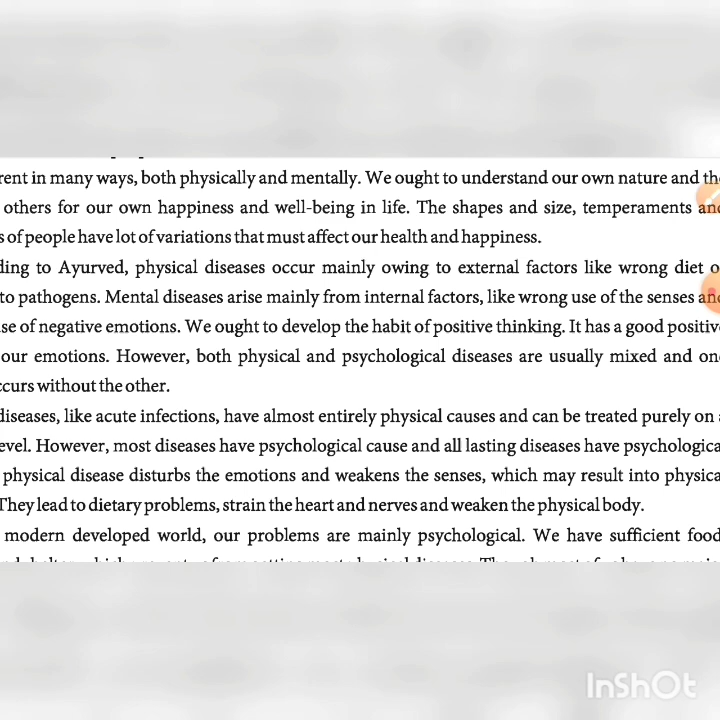 rent in many ways, both physically and mentally. We ought to understand our own nature and the
others for our own happiness and well-being in life. The shapes and size, temperaments and
s of people have lot of variations that must affect our health and happiness.
ding to Ayurved, physical diseases occur mainly owing to external factors like wrong diet o
to pathogens. Mental diseases arise mainly from internal factors, like wrong use of the senses and
se of negative emotions. We ought to develop the habit of positive thinking. It has a good positive
our emotions. However, both physical and psychological diseases are usually mixed and on
ccurs without the other.
diseases, like acute infections, have almost entirely physical causes and can be treated purely on a
evel. However, most diseases have psychological cause and all lasting diseases have psychologica
physical disease disturbs the emotions and weakens the senses, which may result into physica
They lead to dietary problems, strain the heart and nerves and weaken the physical body.
modern developed world, our problems are mainly psychological. We have sufficient food
InShOt